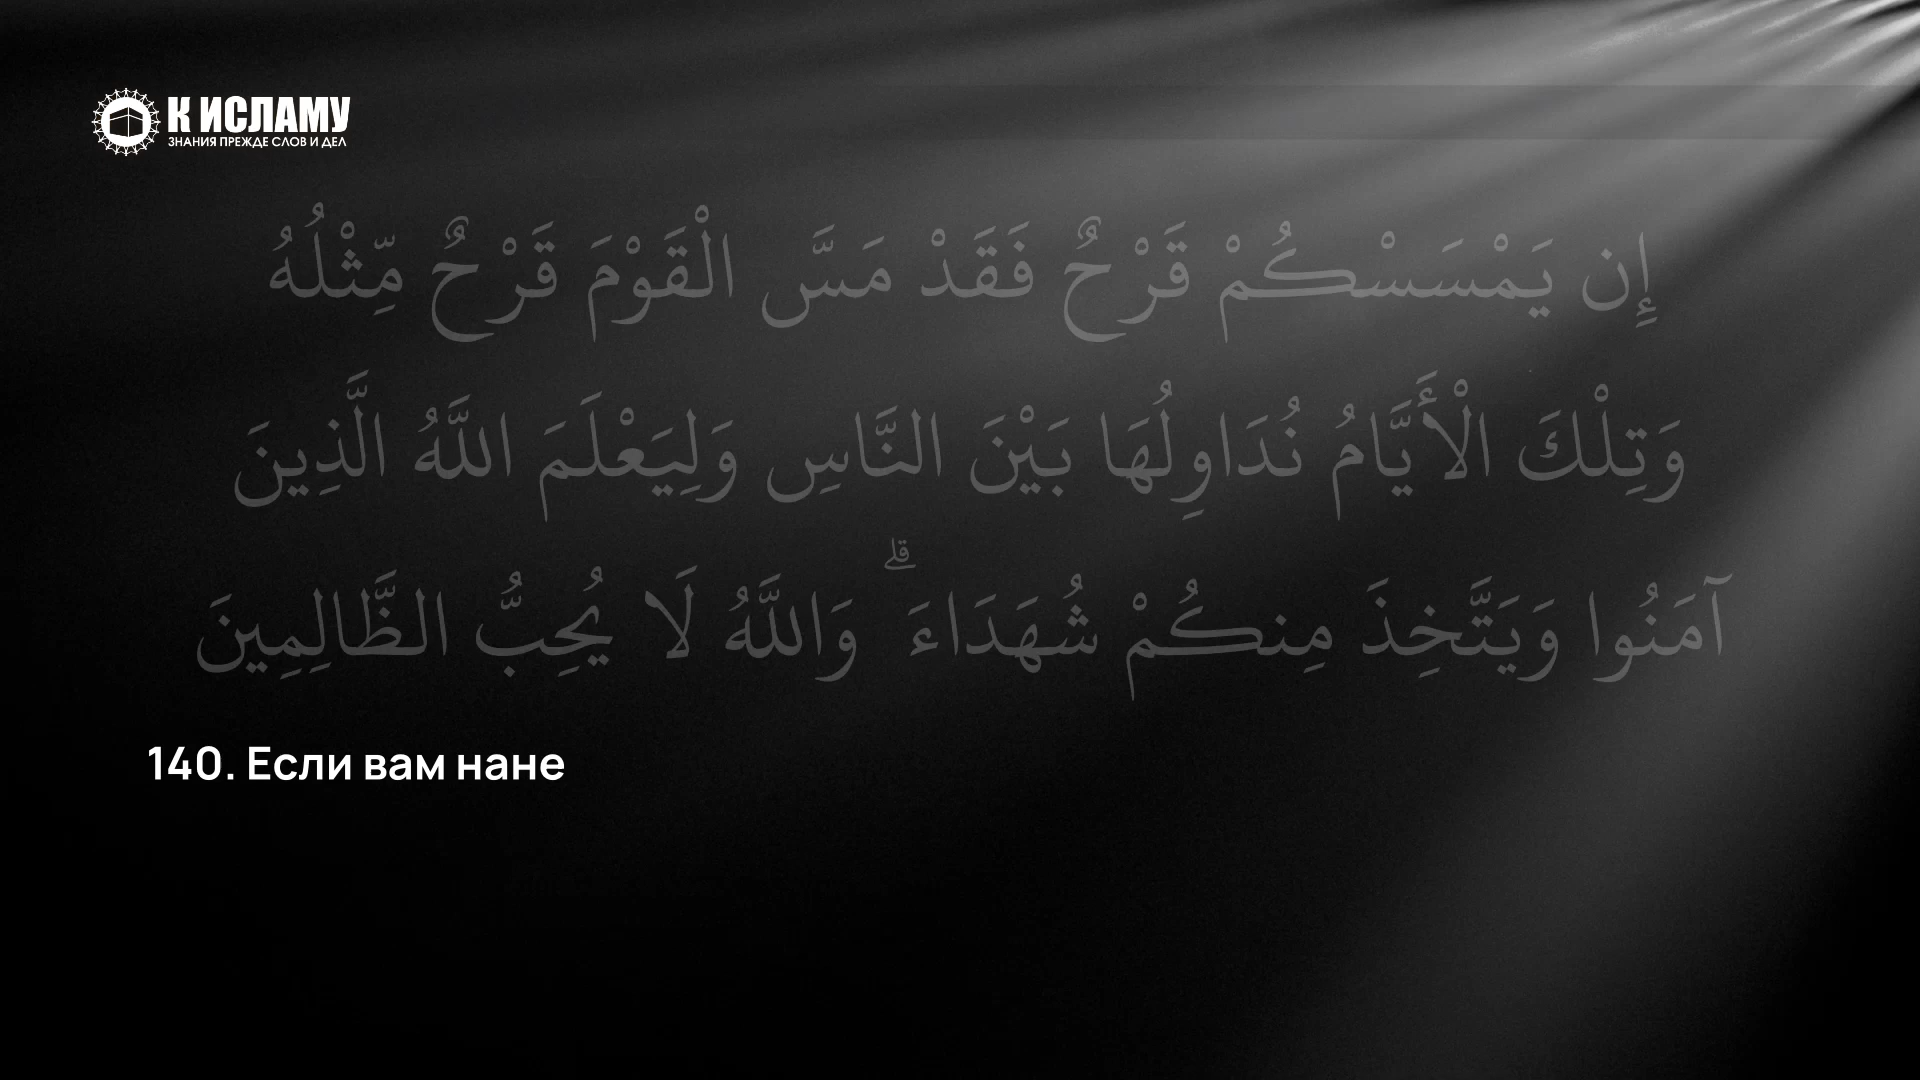 К ИСЛАМУ
ЗНАНИЯ ПРЕЖДЕ СЛОВ И ДЕЛ
إِن يَمْسَسْكُمْ قَرْحٌ فَقَدْ مَسَّ الْقَوْمَ قَرْحٌ مِّثْلُهُ
وَتِلْكَ الْأَيَّامُ نُدَاوِلُهَا بَيْنَ النَّاسِ وَلِيَعْلَمَ اللَّهُ الَّذِينَ
آمَنُوا وَيَتَّخِذَ مِنكُمْ شُهَدَاءَ ۗ وَاللَّهُ لَا يُحِبُّ الظَّالِمِينَ
140. Если вам нане